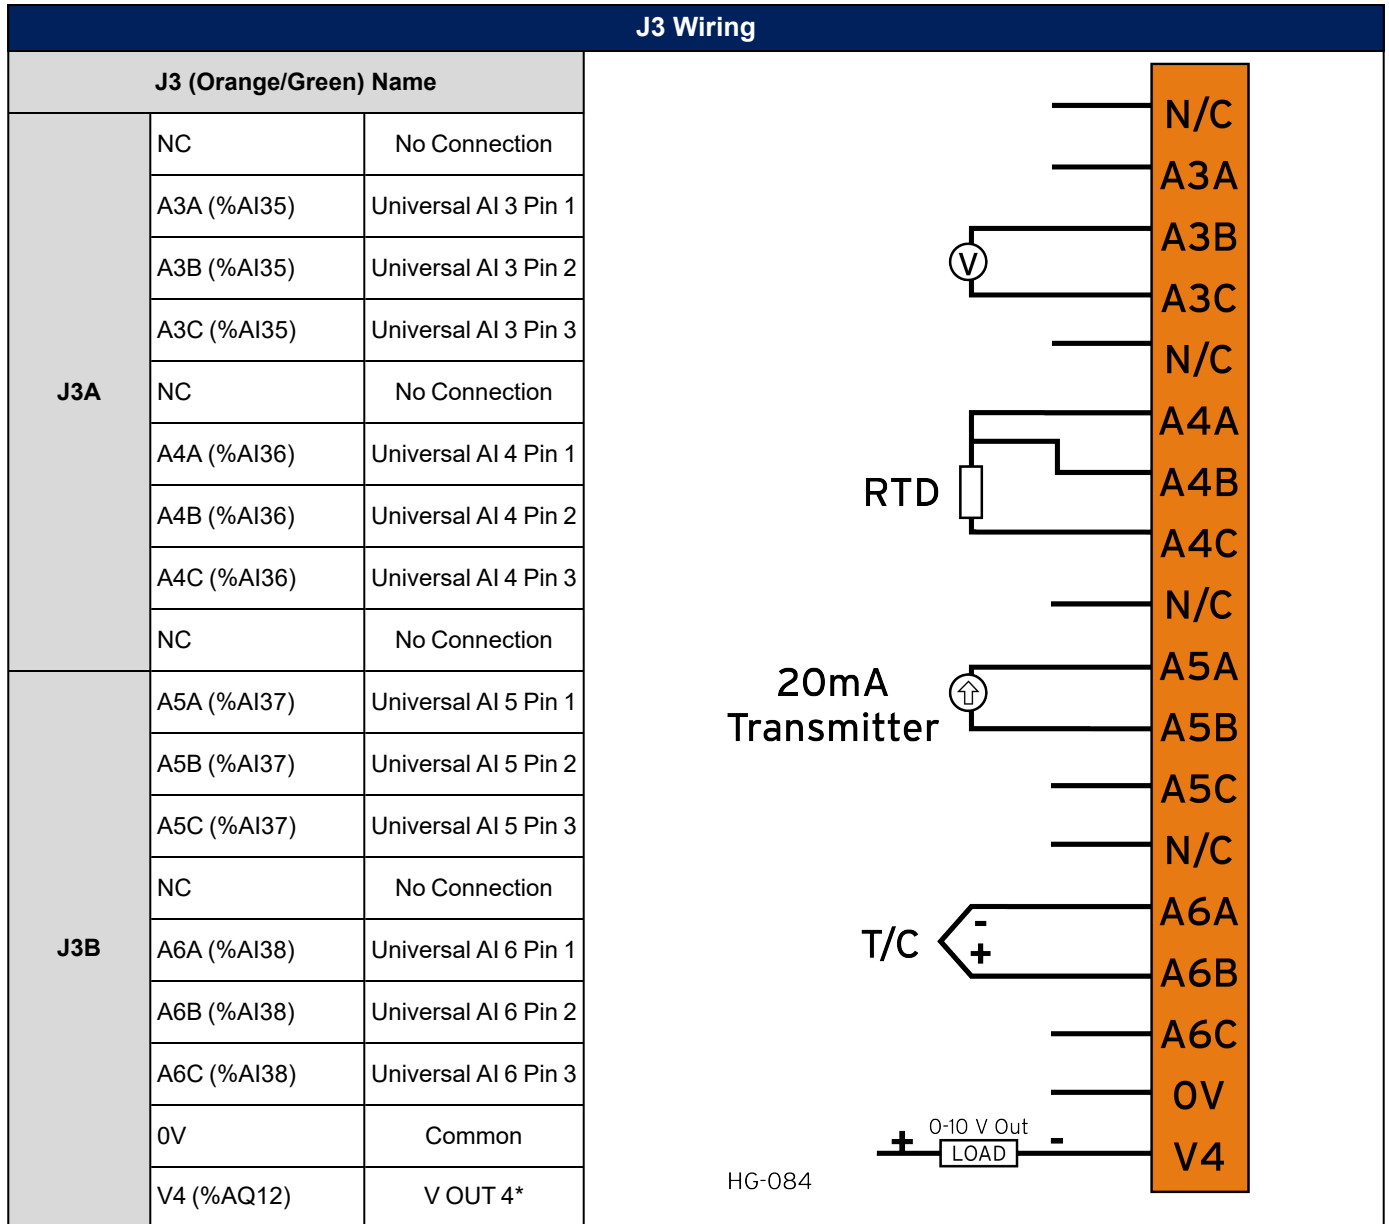 J3 Wiring
J3 (Orange/Green) Name
J3A
NC No Connection
A3A (%AI35) Universal AI 3 Pin 1
A3B (%AI35) Universal AI 3 Pin 2
A3C (%AI35) Universal AI 3 Pin 3
NC No Connection
A4A (%AI36) Universal AI 4 Pin 1
A4B (%AI36) Universal AI 4 Pin 2
A4C (%AI36) Universal AI 4 Pin 3
NC No Connection
J3B
A5A (%AI37) Universal AI 5 Pin 1
A5B (%AI37) Universal AI 5 Pin 2
A5C (%AI37) Universal AI 5 Pin 3
NC No Connection
A6A (%AI38) Universal AI 6 Pin 1
A6B (%AI38) Universal AI 6 Pin 2
A6C (%AI38) Universal AI 6 Pin 3
0V Common
V4 (%AQ12) V OUT 4*
N/C
A3A
A3B
V
A3C
N/C
A4A
RTD
A4B
A4C
N/C
A5A
20mA
Transmitter
A5B
A5C
N/C
A6A
-
T/C
+
A6B
A6C
0V
0-10 V Out
+ LOAD -
V4
HG-084